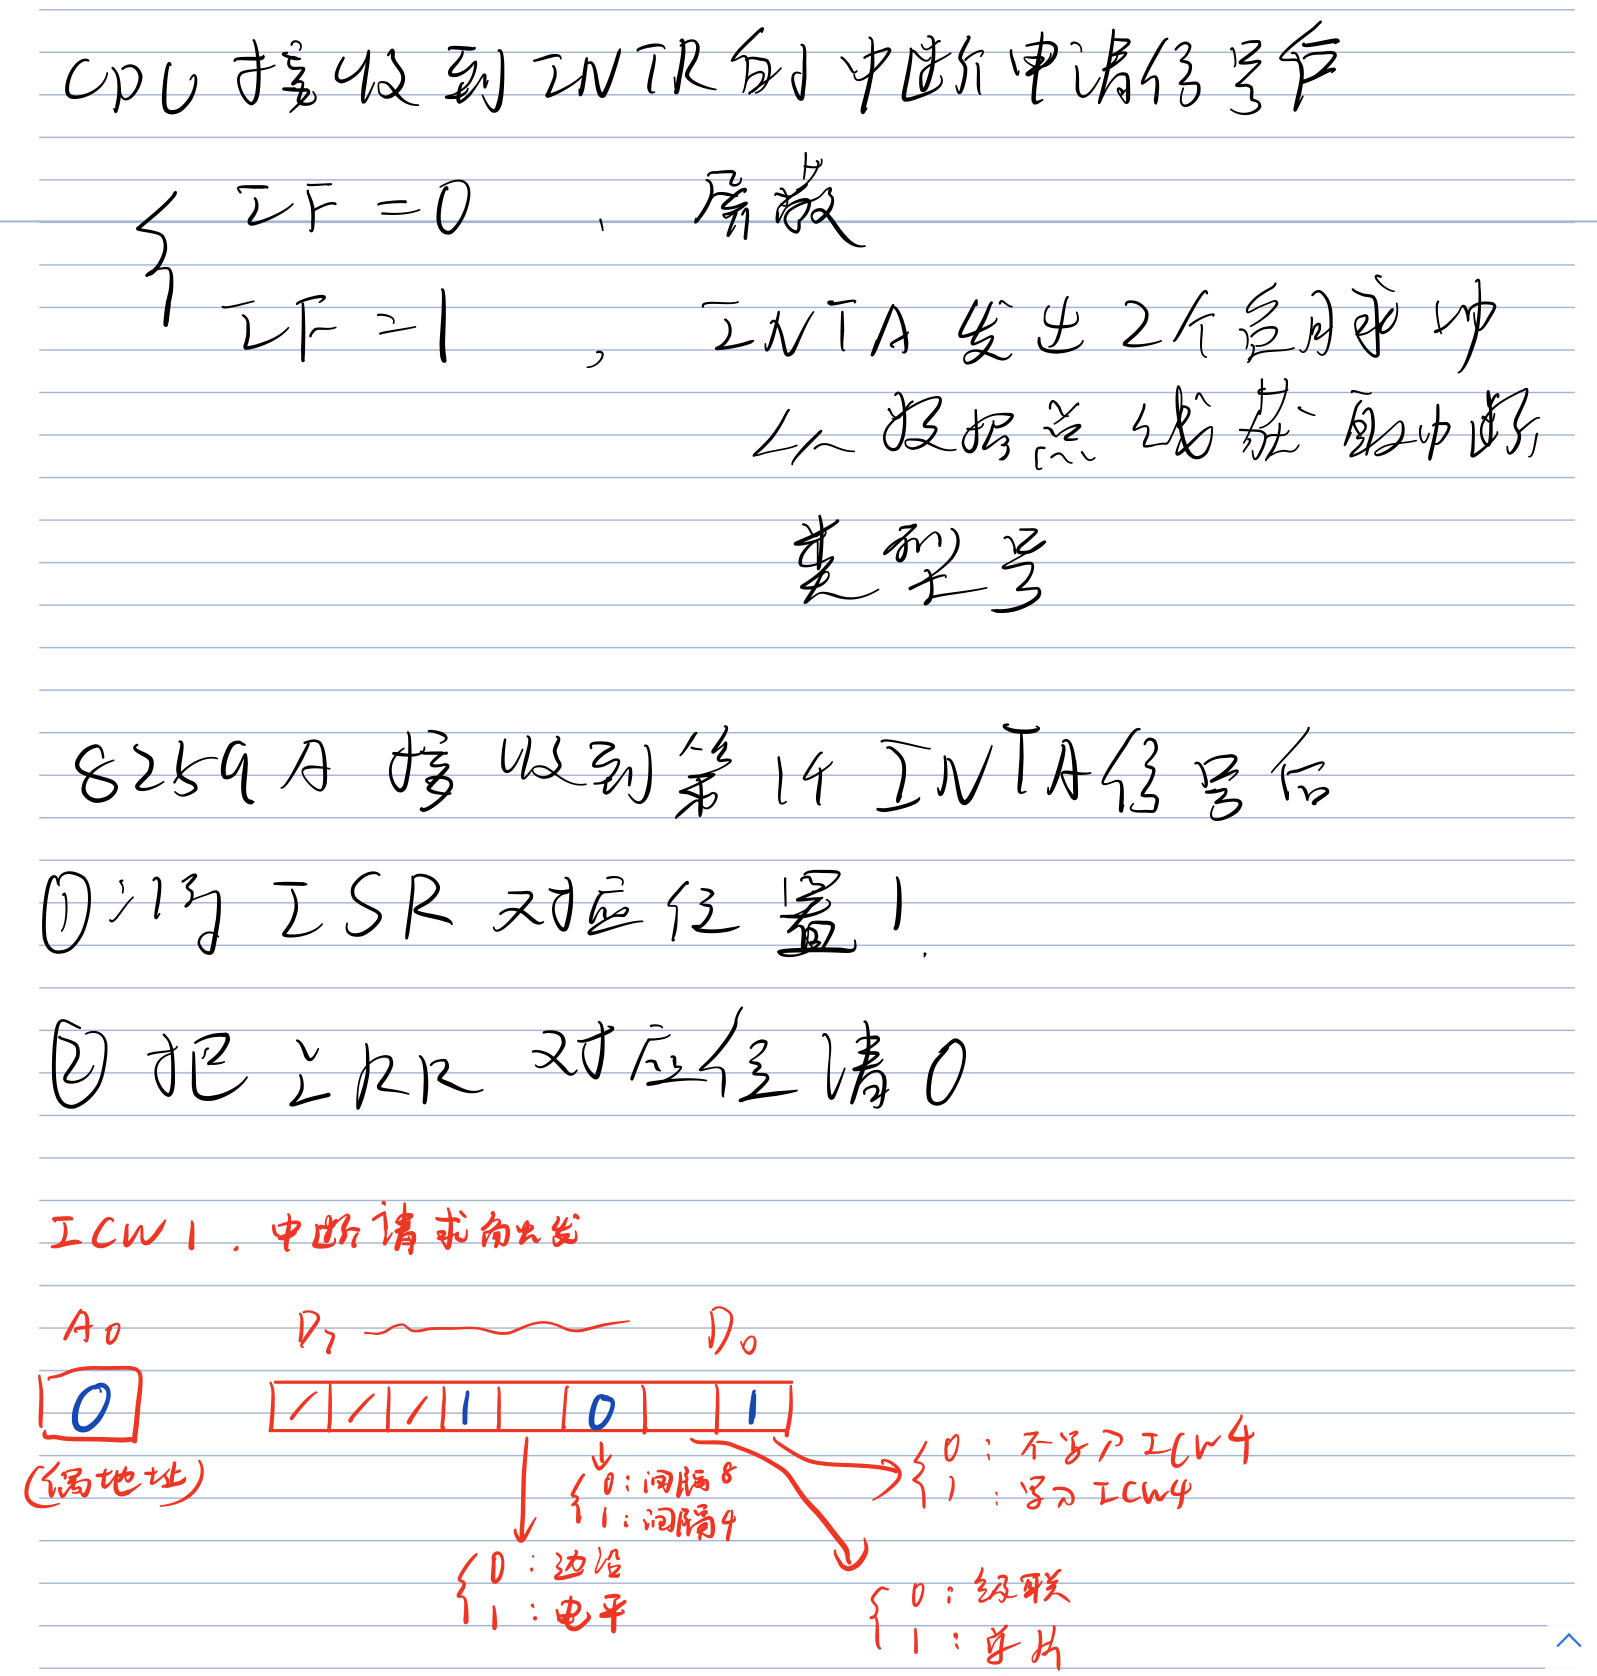 CPU 接收到 INTR 的中断申请信号后
IF = 0 , 屏蔽
IF = 1 , INTA 发出 2个负脉冲
从数据总线获取中断
类型号
8259A 接收到第1个 INTA 信号后
① 将 ISR 对应位置1.
② 把 IRR 对应位清0
ICW1. 中断请求触发
A0 D7 D0
0 / / / 1 0 1
(偶地址)
0: 间隔8
1: 间隔4
0: 不写入 ICW4
1: 写入 ICW4
0: 边沿
1: 电平
0: 级联
1: 单片